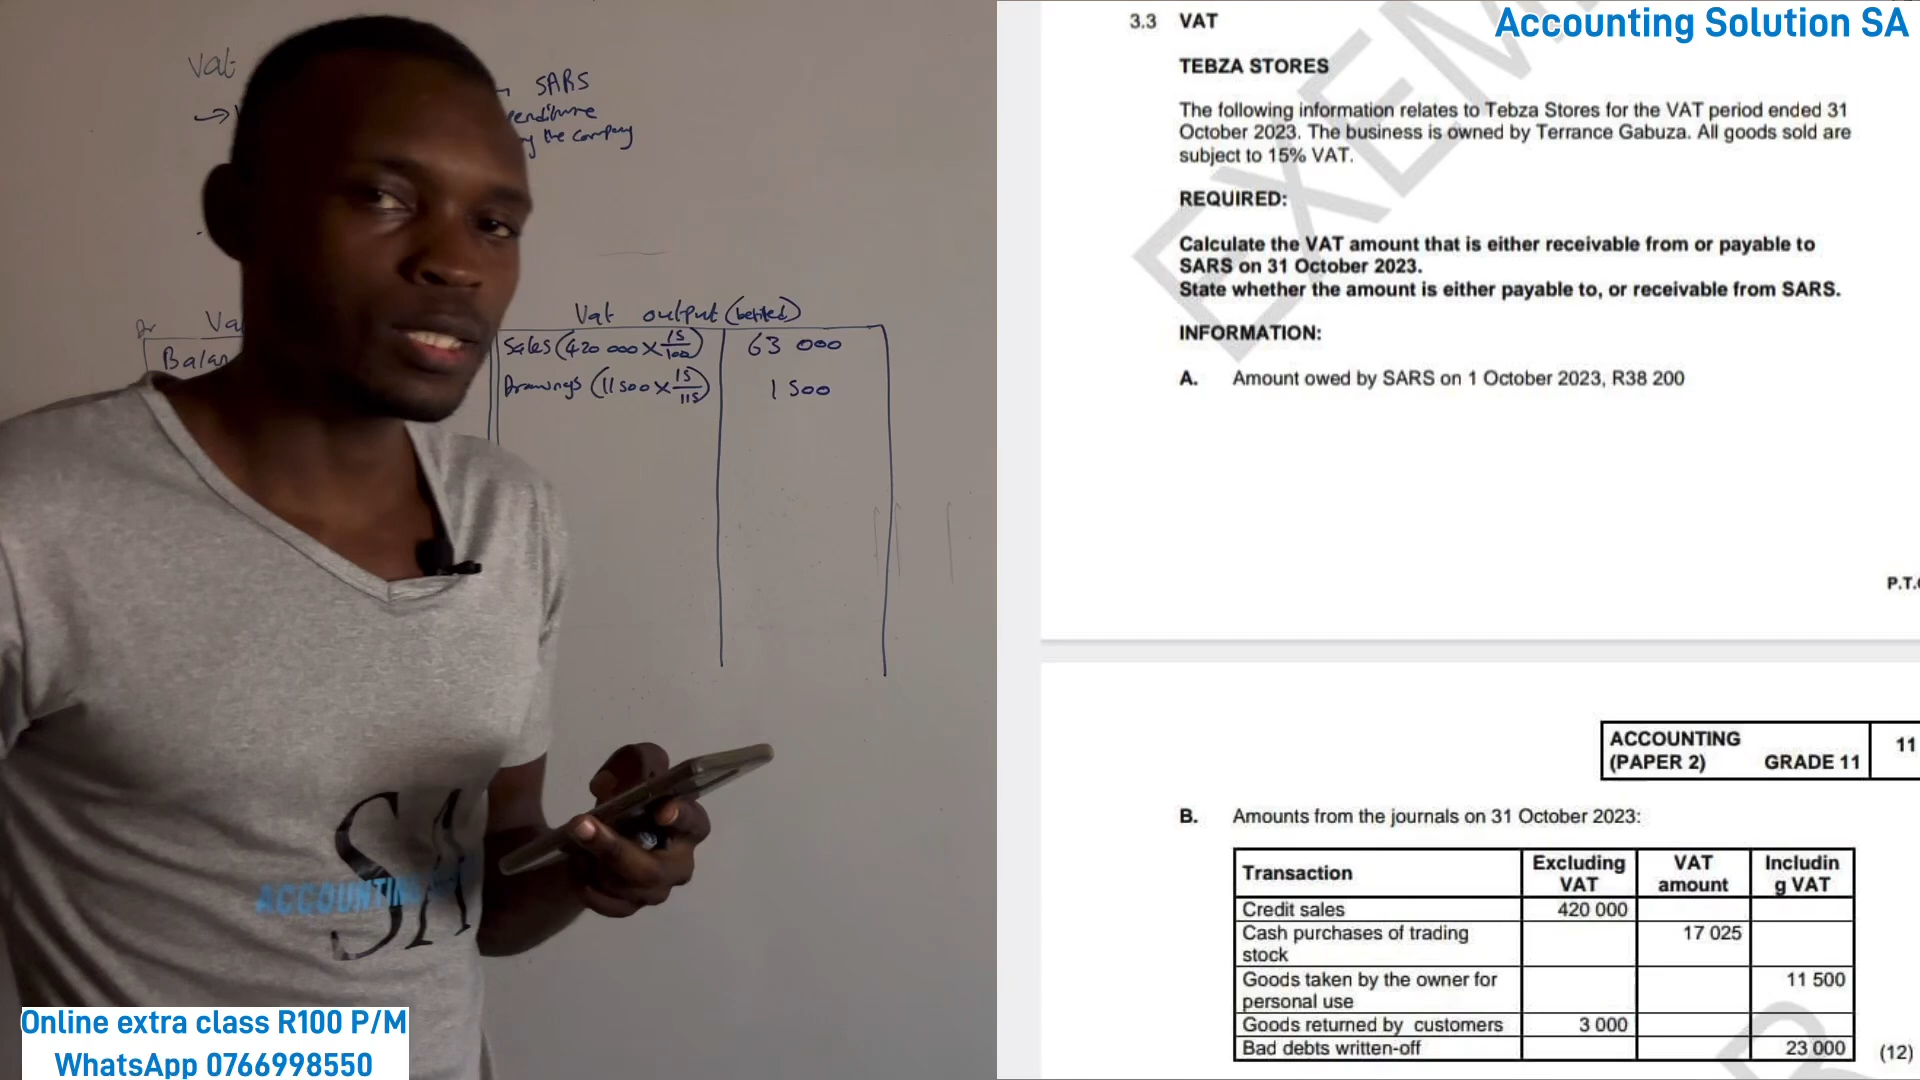 Vat
SARS
the company
Vat output
Balan
Sales (420 000 × 15/100) 63 000
Drawings (11 500 × 15/115) 1 500
SA
ACCOUNTING
Online extra class R100 P/M
WhatsApp 0766998550
Accounting Solution SA
3.3 VAT
TEBZA STORES
The following information relates to Tebza Stores for the VAT period ended 31
October 2023. The business is owned by Terrance Gabuza. All goods sold are
subject to 15% VAT.
REQUIRED:
Calculate the VAT amount that is either receivable from or payable to
SARS on 31 October 2023.
State whether the amount is either payable to, or receivable from SARS.
INFORMATION:
A. Amount owed by SARS on 1 October 2023, R38 200
ACCOUNTING 11
(PAPER 2) GRADE 11
B. Amounts from the journals on 31 October 2023:
Transaction Excluding VAT VAT amount Includin g VAT
Credit sales 420 000
Cash purchases of trading stock 17 025
Goods taken by the owner for personal use 11 500
Goods returned by customers 3 000
Bad debts written-off 23 000
(12)